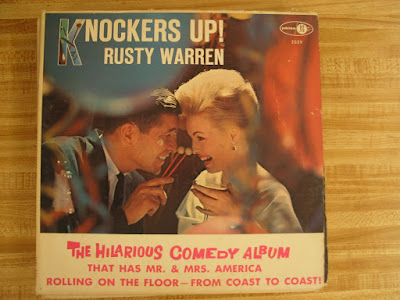 KNOCKERS UP!
RUSTY WARREN
THE HILARIOUS COMEDY ALBUM
THAT HAS MR. & MRS. AMERICA
ROLLING ON THE FLOOR—FROM COAST TO COAST!